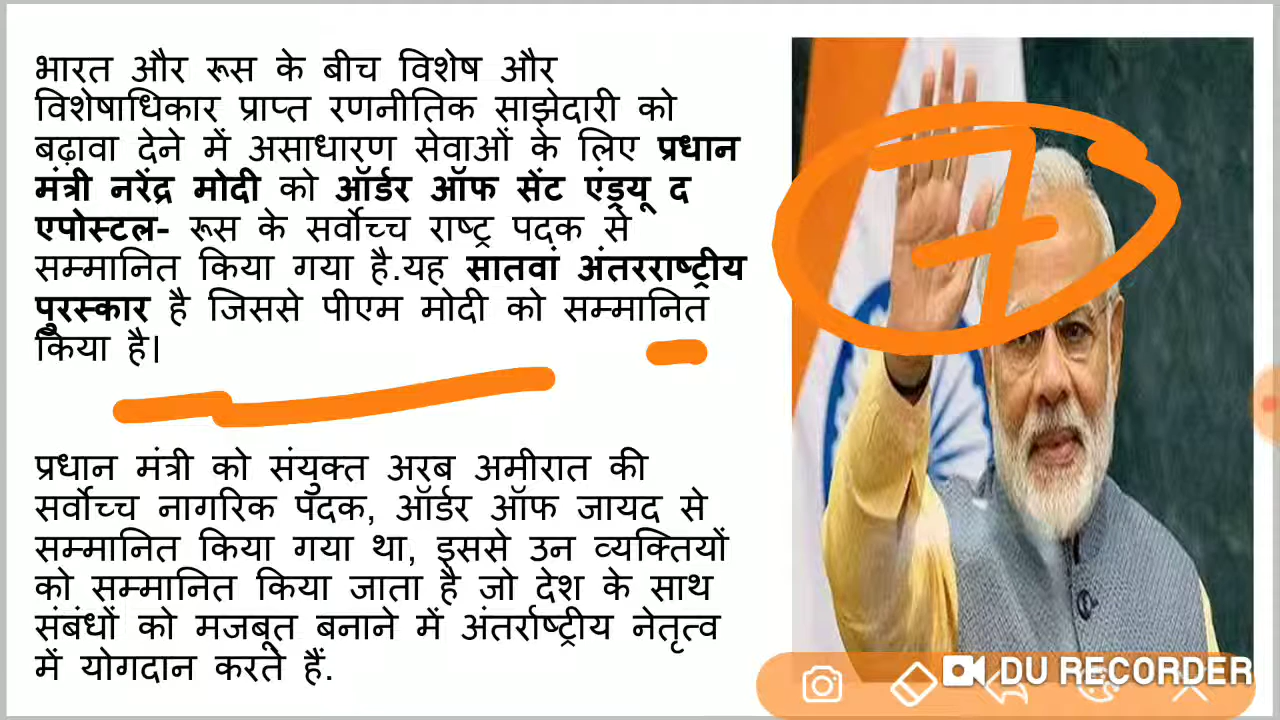 भारत और रूस के बीच विशेष और
विशेषाधिकार प्राप्त रणनीतिक साझेदारी को
बढ़ावा देने में असाधारण सेवाओं के लिए प्रधान
मंत्री नरेंद्र मोदी को ऑर्डर ऑफ सेंट एंड्र्यू द
एपोस्टल- रूस के सर्वोच्च राष्ट्र पदक से
सम्मानित किया गया है.यह सातवां अंतरराष्ट्रीय
पुरस्कार है जिससे पीएम मोदी को सम्मानित
किया है।
प्रधान मंत्री को संयुक्त अरब अमीरात की
सर्वोच्च नागरिक पदक, ऑर्डर ऑफ जायद से
सम्मानित किया गया था, इससे उन व्यक्तियों
को सम्मानित किया जाता है जो देश के साथ
संबंधों को मजबूत बनाने में अंतर्राष्ट्रीय नेतृत्व
में योगदान करते हैं.
7
DU RECORDER